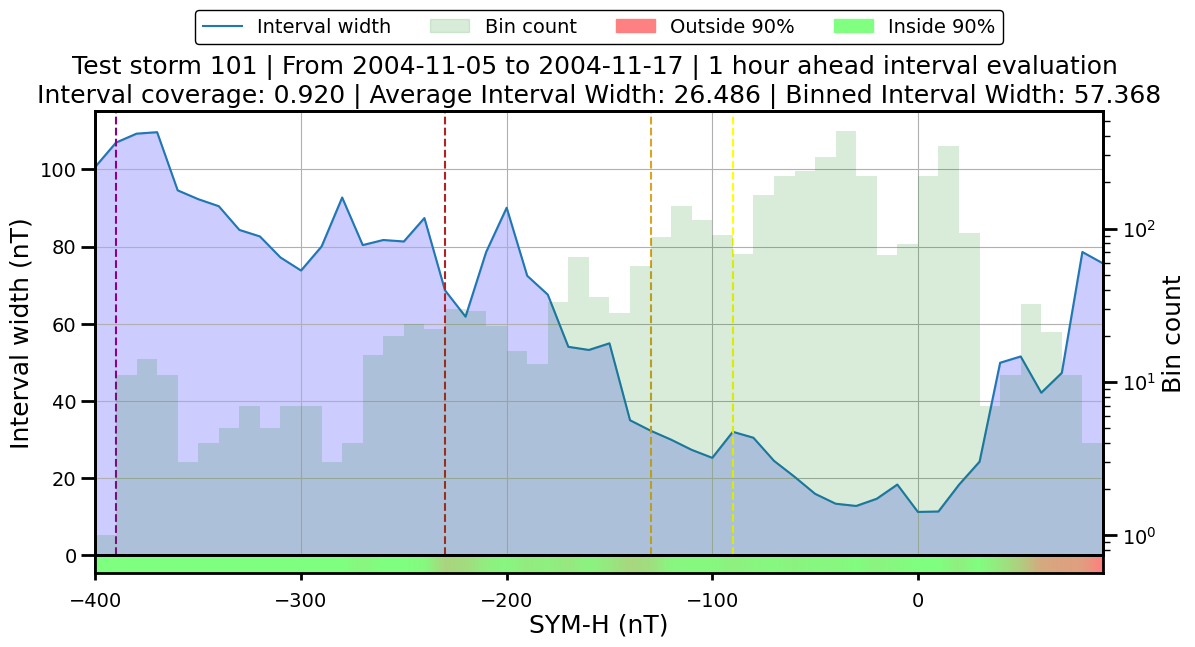 Interval width Bin count Outside 90% Inside 90%
Test storm 101 | From 2004-11-05 to 2004-11-17 | 1 hour ahead interval evaluation
Interval coverage: 0.920 | Average Interval Width: 26.486 | Binned Interval Width: 57.368
Interval width (nT)
100
80
60
40
20
0
10²
10¹
10⁰
Bin count
−400 −300 −200 −100 0
SYM-H (nT)